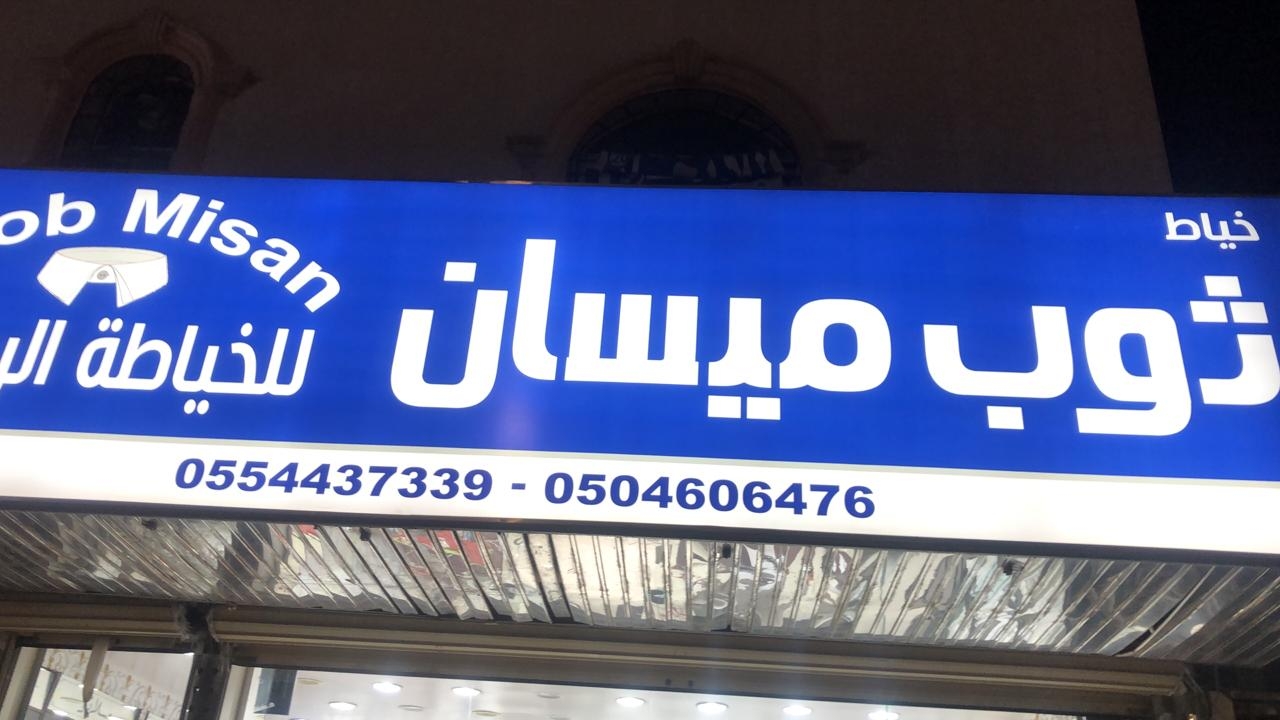 خياط
ثوب ميسان
Misan
للخياطة
0554437339 - 0504606476